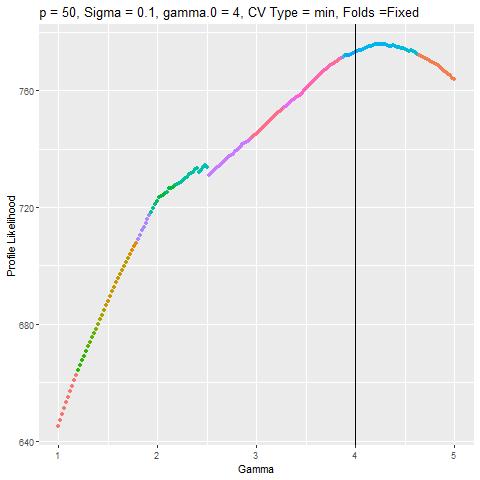 p = 50, Sigma = 0.1, gamma.0 = 4, CV Type = min, Folds =Fixed
Profile Likelihood
760
720
680
640
1 2 3 4 5
Gamma